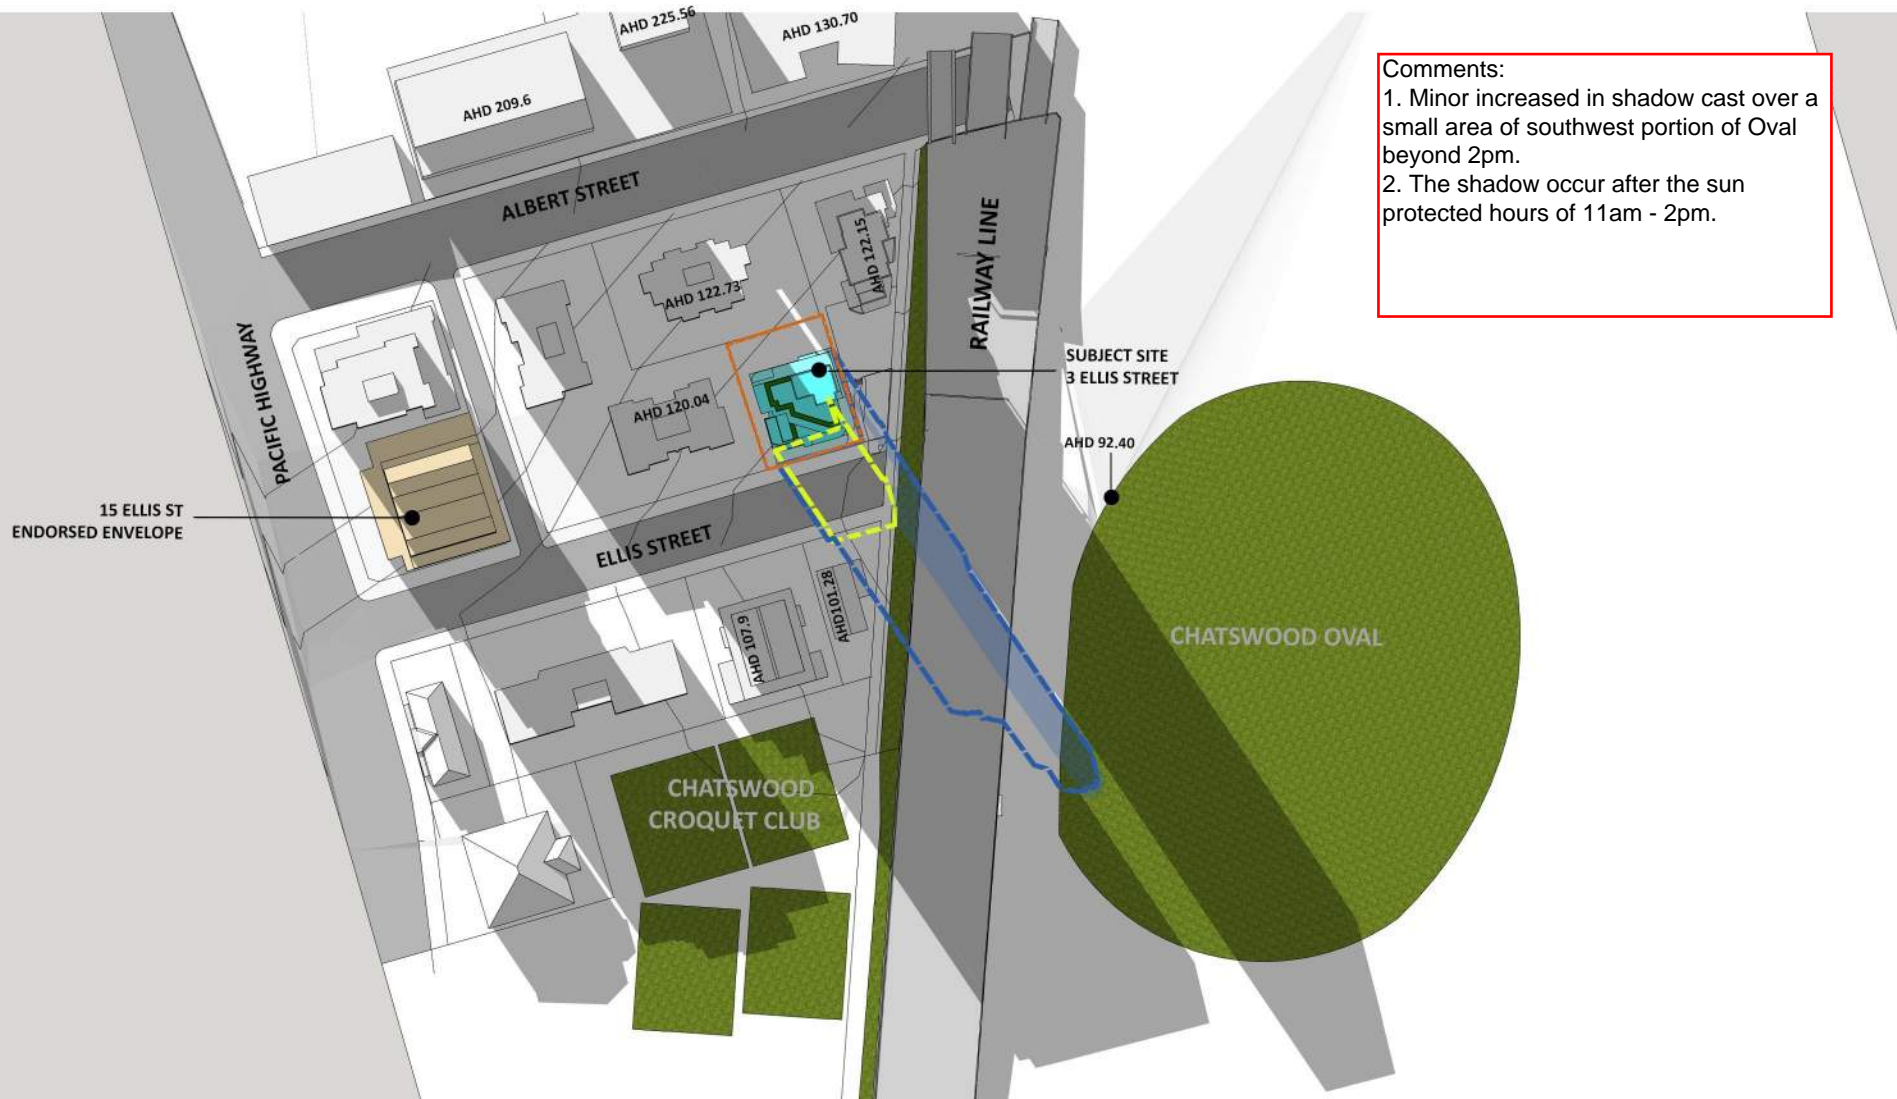 AHD 225.56
AHD 130.70
AHD 209.6
Comments:
1. Minor increased in shadow cast over a
small area of southwest portion of Oval
beyond 2pm.
2. The shadow occur after the sun
protected hours of 11am - 2pm.
ALBERT STREET
AHD 122.15
RAILWAY LINE
AHD 122.73
PACIFIC HIGHWAY
SUBJECT SITE
3 ELLIS STREET
AHD 120.04
AHD 92.40
15 ELLIS ST
ENDORSED ENVELOPE
ELLIS STREET
AHD101.28
AHD 107.9
CHATSWOOD OVAL
CHATSWOOD
CROQUET CLUB